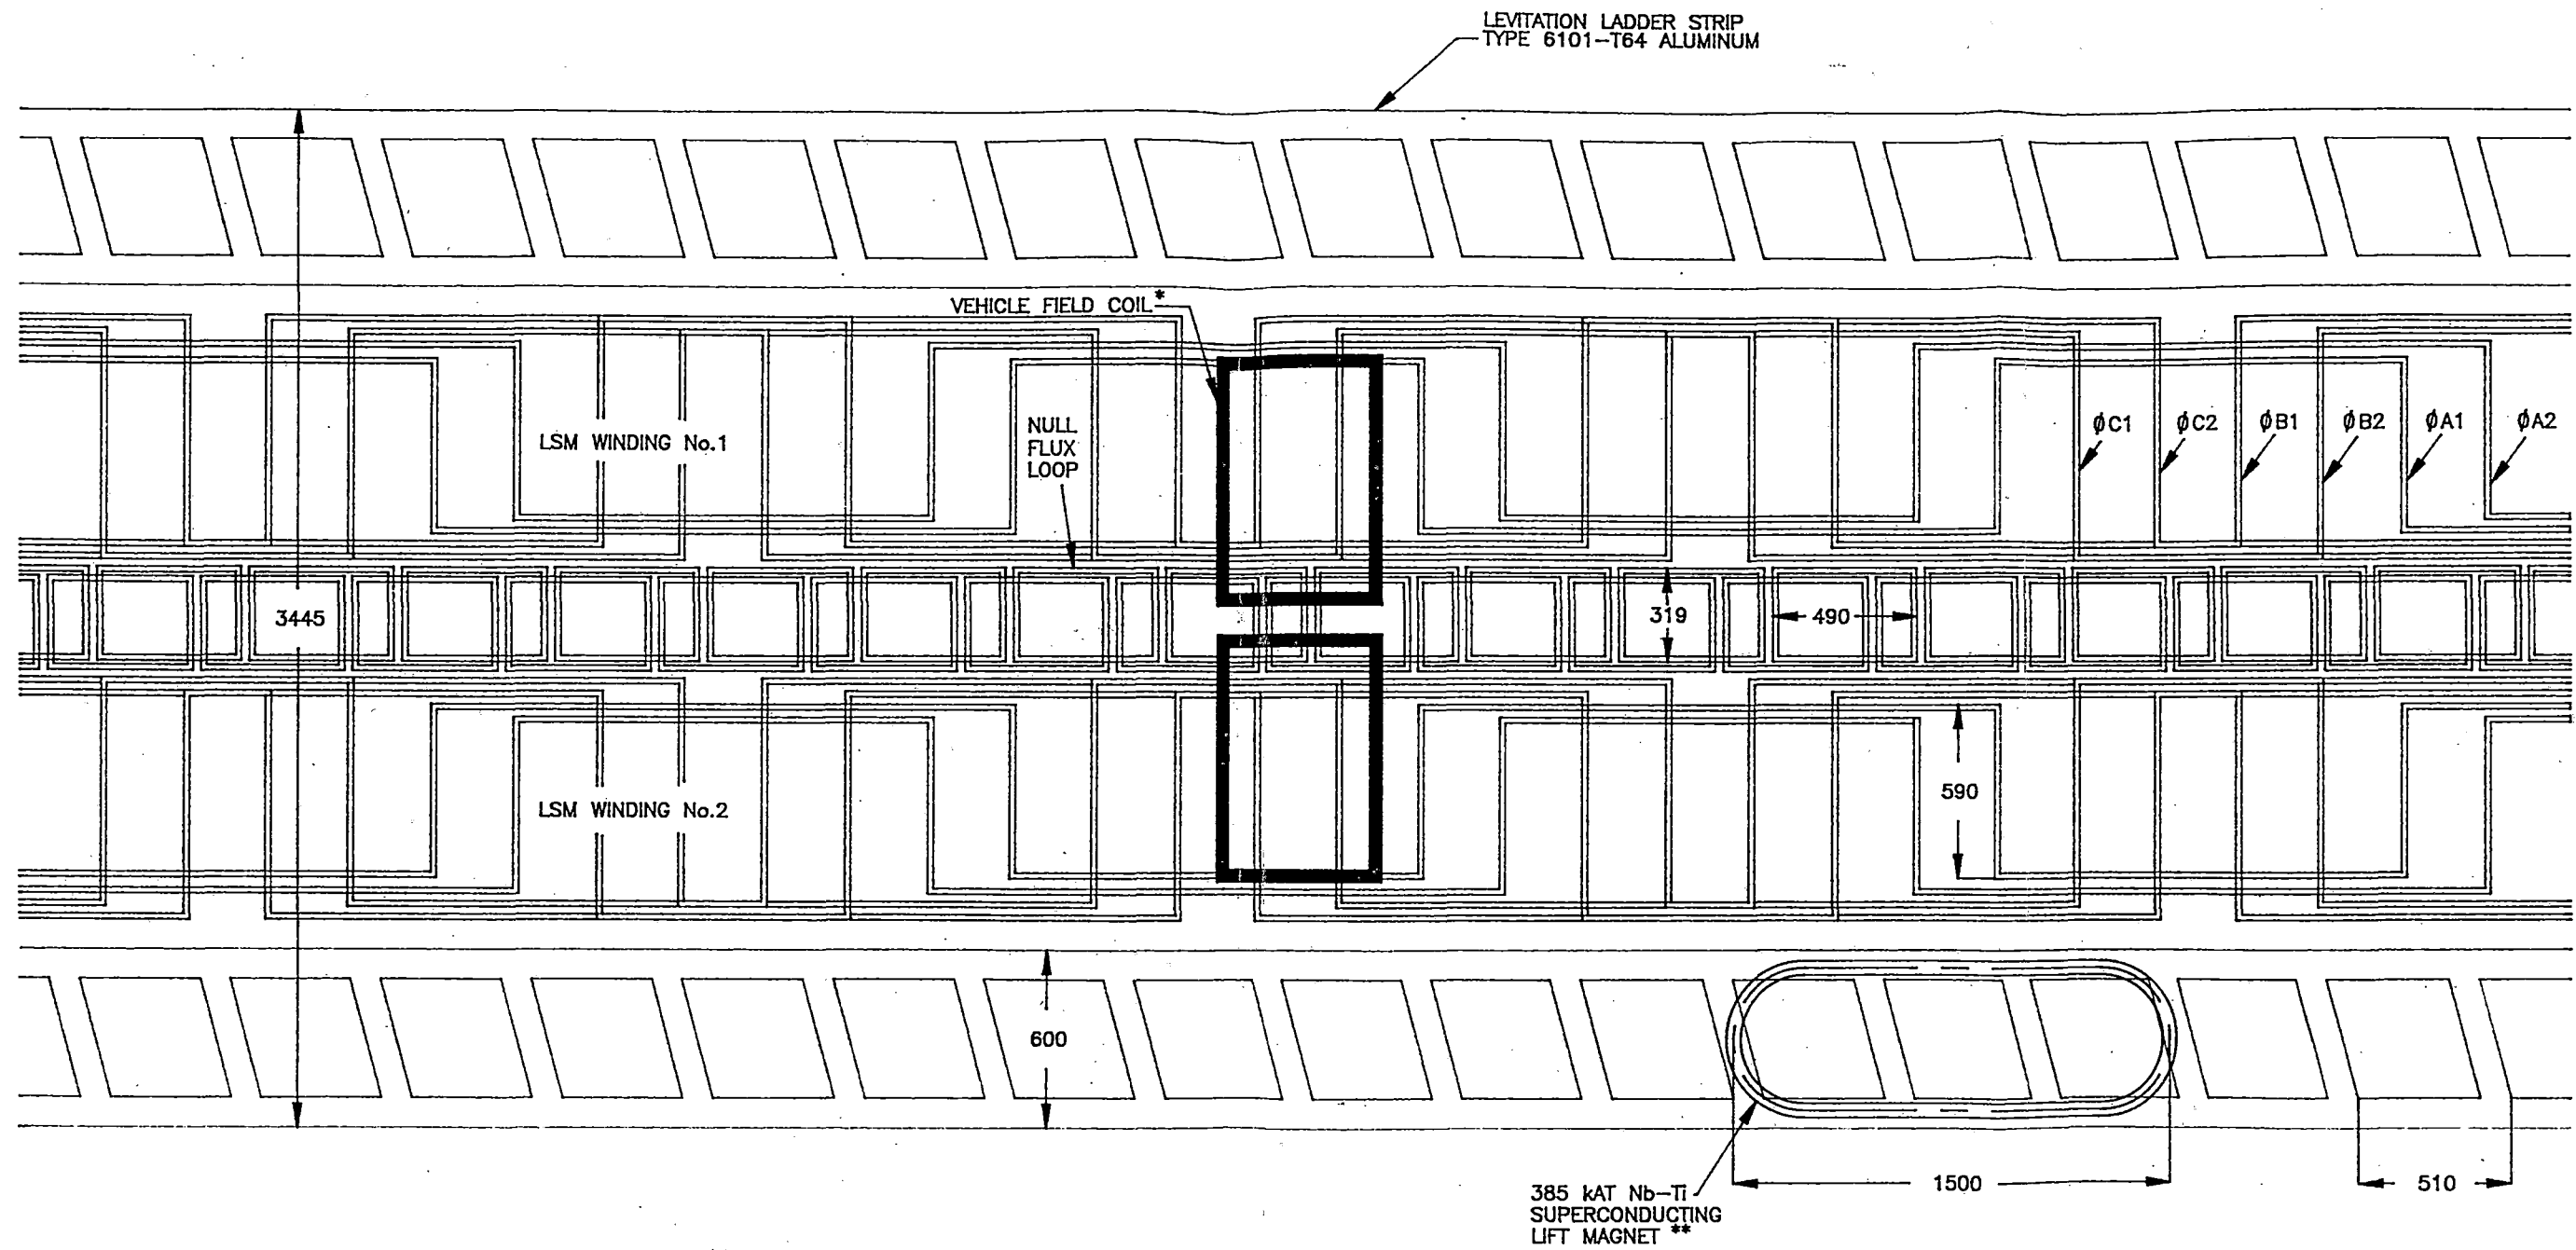 LEVITATION LADDER STRIP
TYPE 6101-T64 ALUMINUM
VEHICLE FIELD COIL*
LSM WINDING No.1
NULL
FLUX
LOOP
ϕC1
ϕC2
ϕB1
ϕB2
ϕA1
ϕA2
3445
319
490
590
LSM WINDING No.2
600
1500
510
385 kAT Nb-Ti
SUPERCONDUCTING
LIFT MAGNET **